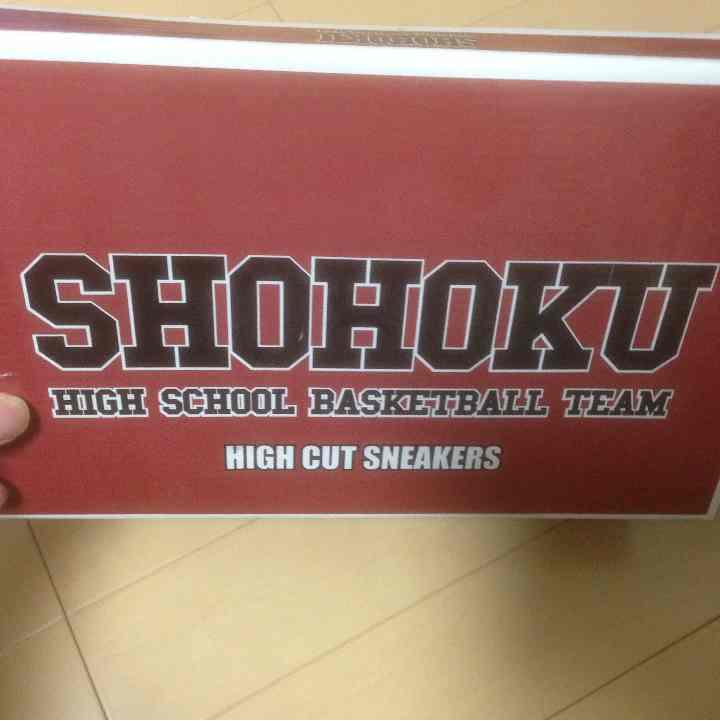 SHOHOKU
HIGH SCHOOL BASKETBALL TEAM
HIGH CUT SNEAKERS